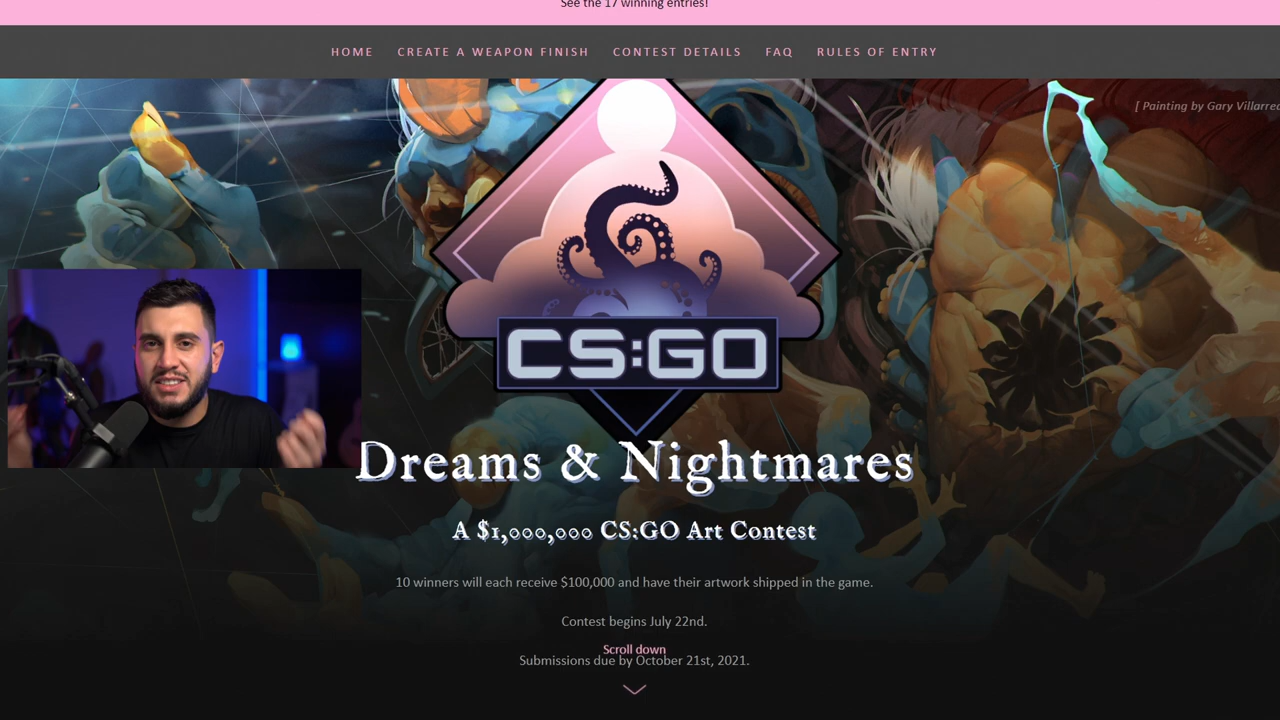 See the 17 winning entries!
HOME CREATE A WEAPON FINISH CONTEST DETAILS FAQ RULES OF ENTRY
[ Painting by Gary
CS:GO
Dreams & Nightmares
A $1,000,000 CS:GO Art Contest
10 winners will each receive $100,000 and have their artwork shipped in the game.
Contest begins July 22nd.
Scroll down
Submissions due by October 21st, 2021.